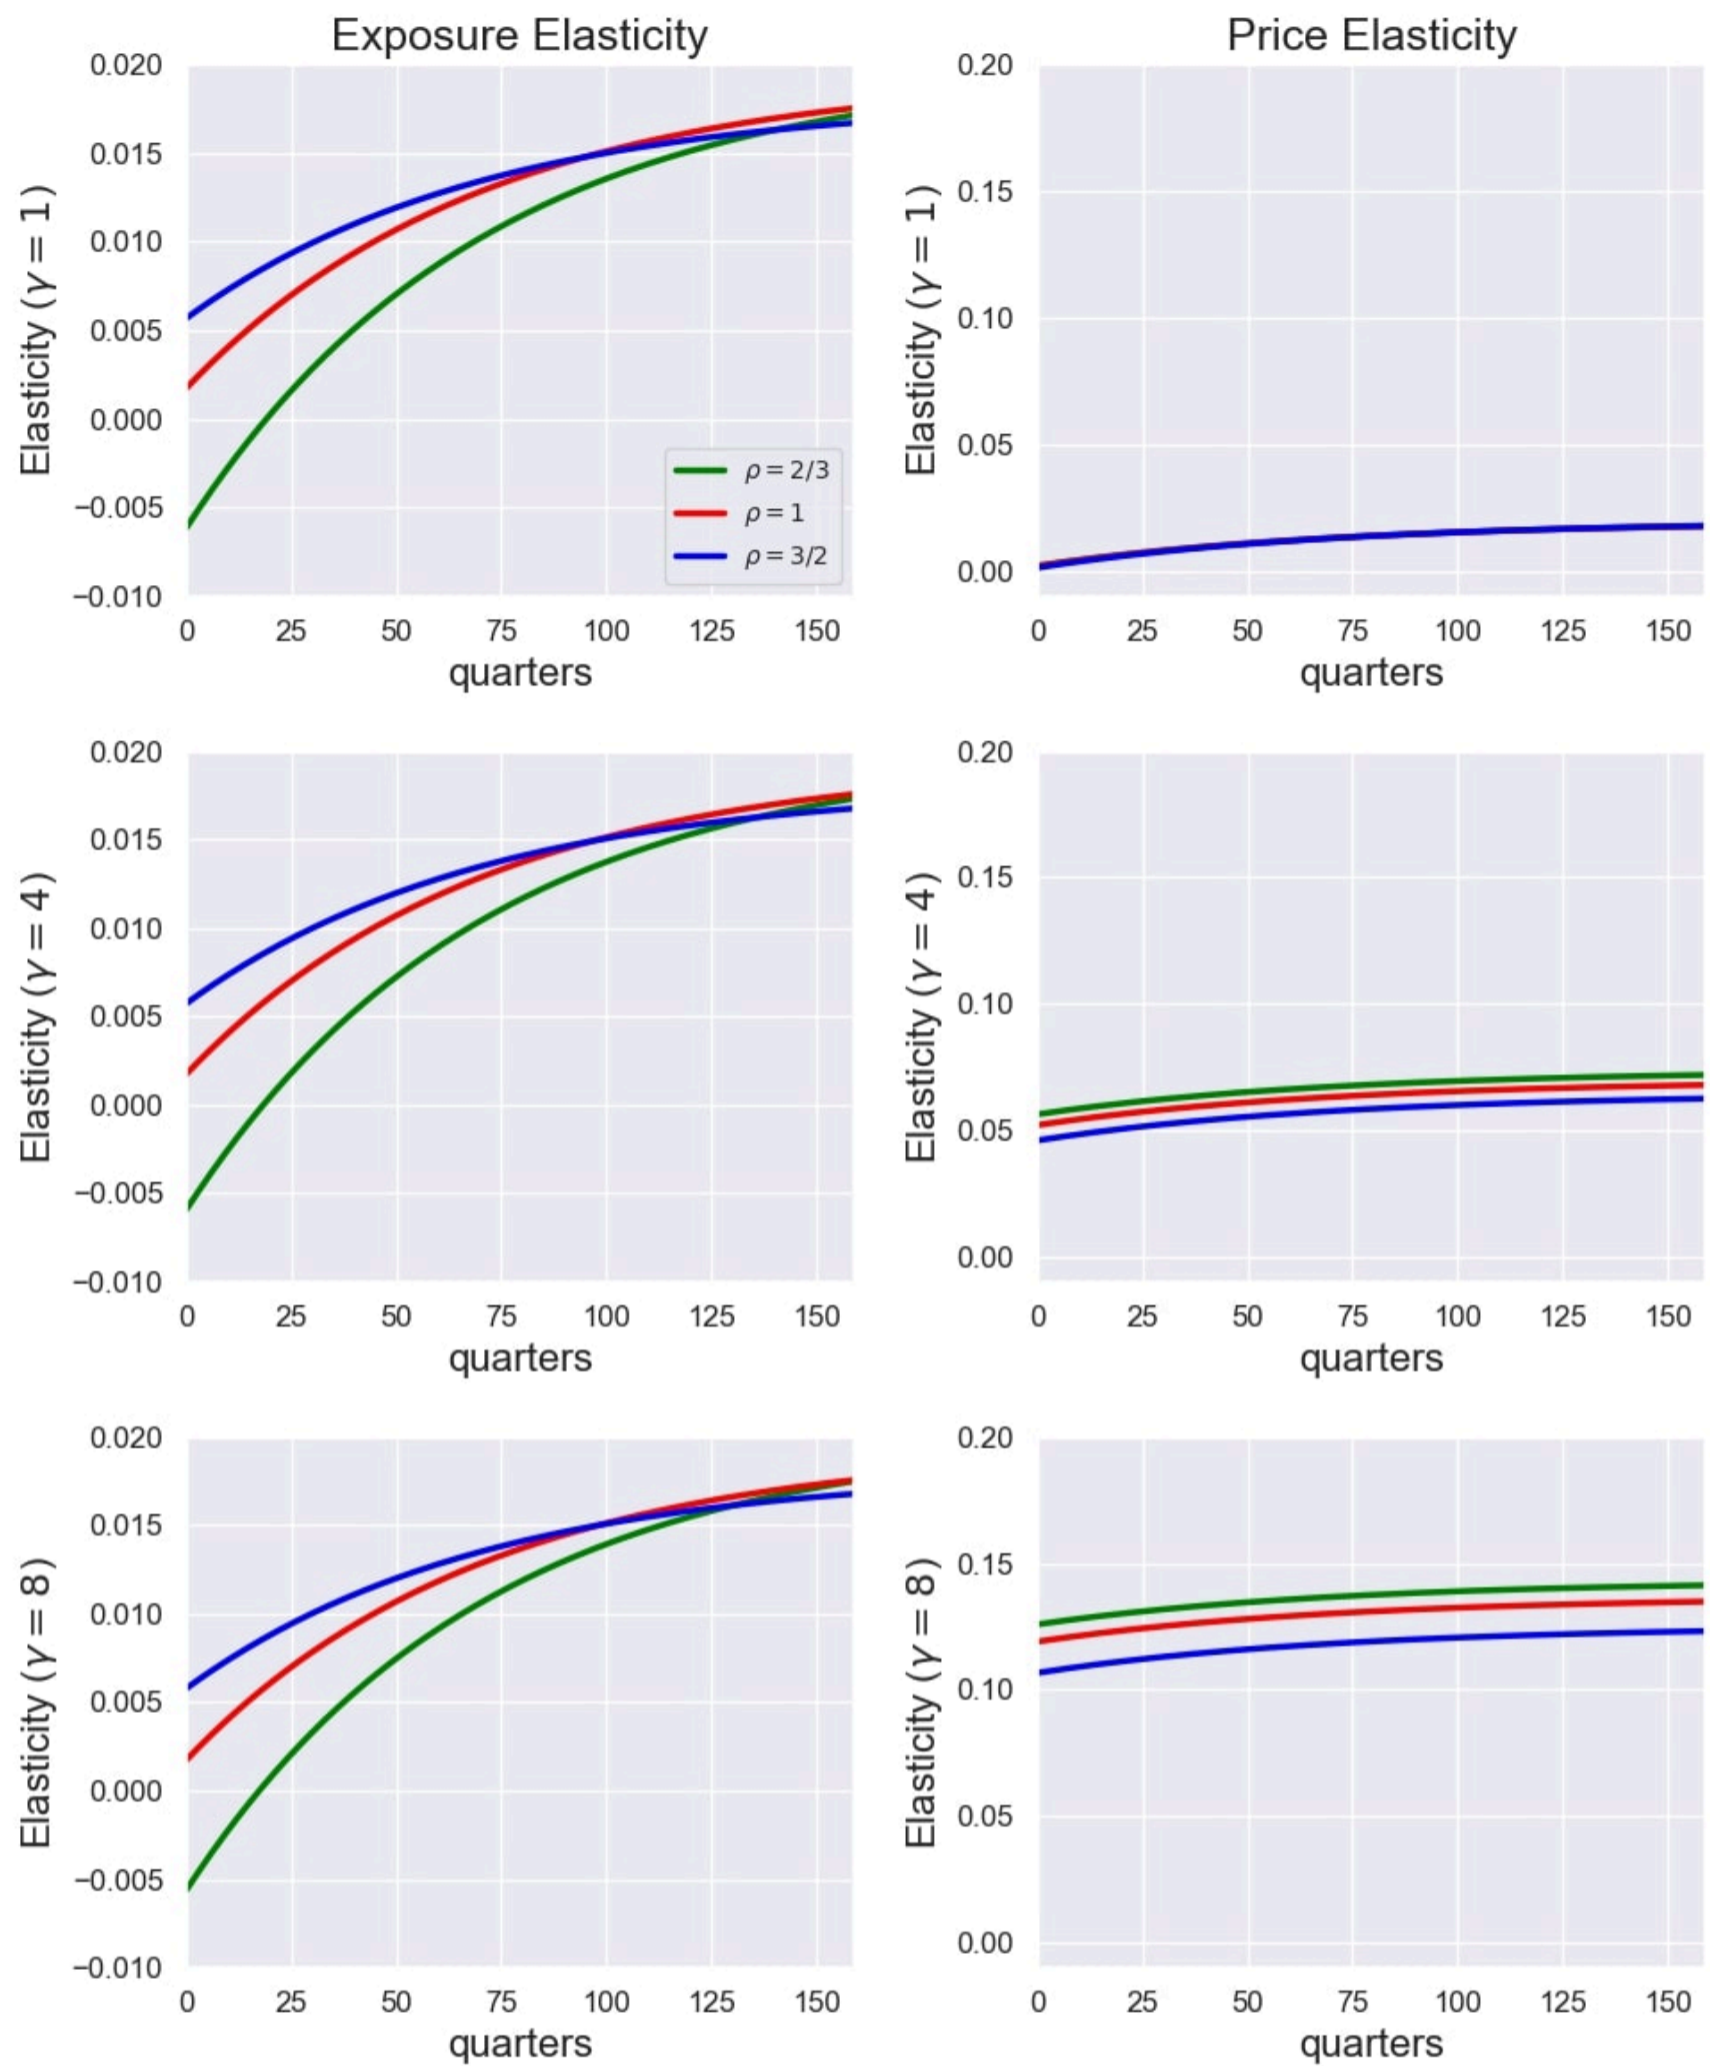 Exposure Elasticity
Price Elasticity
0.020
0.015
0.010
0.005
0.000
−0.005
−0.010
Elasticity (γ = 1)
ρ = 2/3
ρ = 1
ρ = 3/2
0 25 50 75 100 125 150
quarters
0.20
0.15
0.10
0.05
0.00
Elasticity (γ = 1)
0 25 50 75 100 125 150
quarters
0.020
0.015
0.010
0.005
0.000
−0.005
−0.010
Elasticity (γ = 4)
0 25 50 75 100 125 150
quarters
0.20
0.15
0.10
0.05
0.00
Elasticity (γ = 4)
0 25 50 75 100 125 150
quarters
0.020
0.015
0.010
0.005
0.000
−0.005
−0.010
Elasticity (γ = 8)
0 25 50 75 100 125 150
quarters
0.20
0.15
0.10
0.05
0.00
Elasticity (γ = 8)
0 25 50 75 100 125 150
quarters